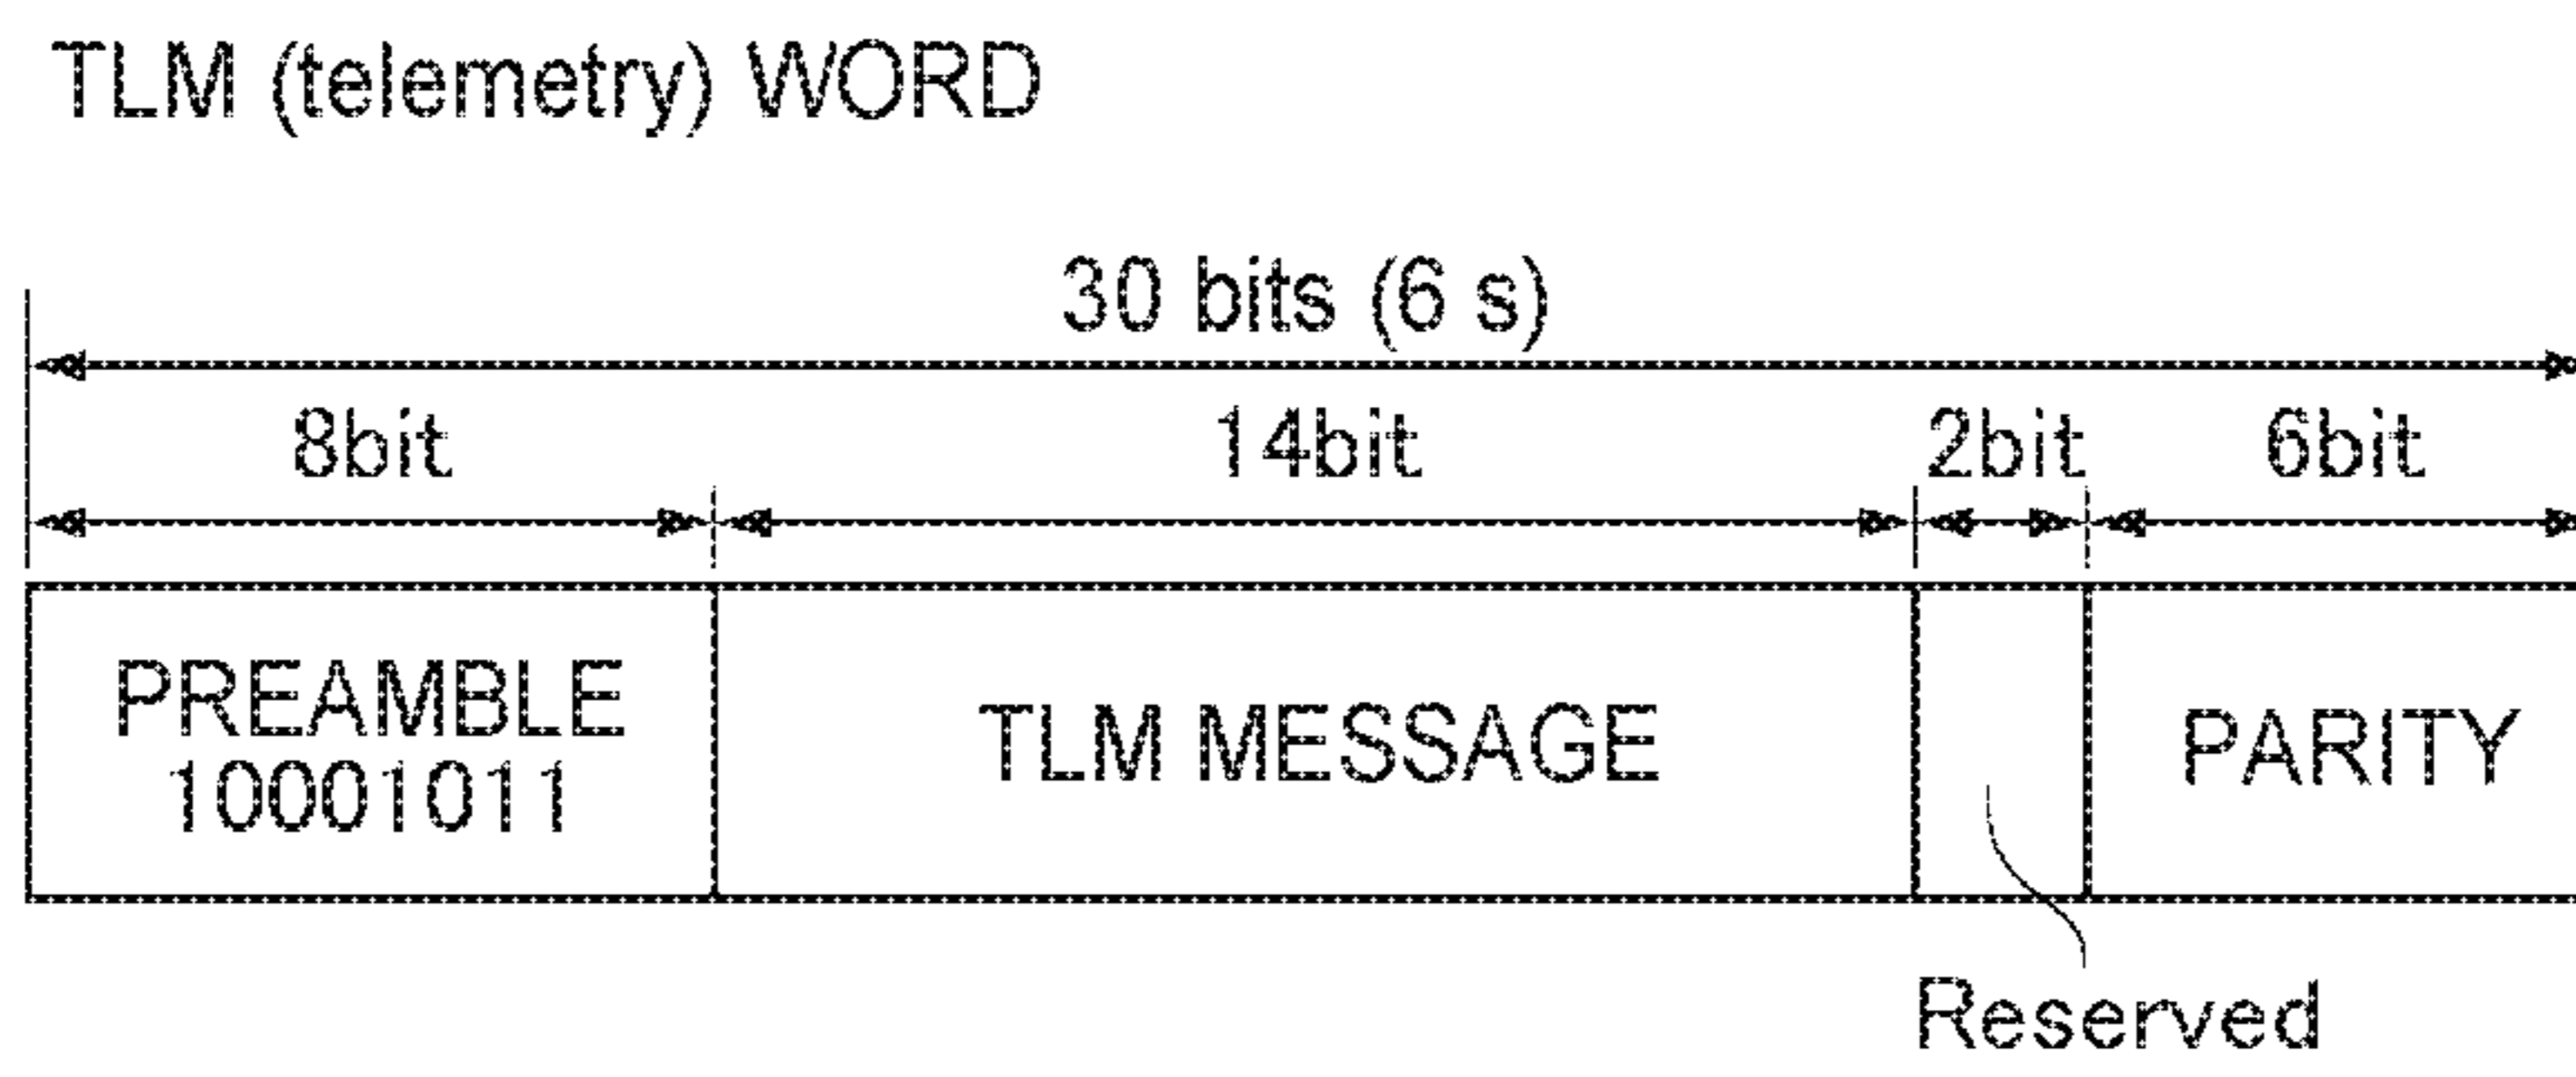 TLM (telemetry) WORD
30 bits (6 s)
8bit 14bit 2bit 6bit
PREAMBLE
10001011
TLM MESSAGE
PARITY
Reserved